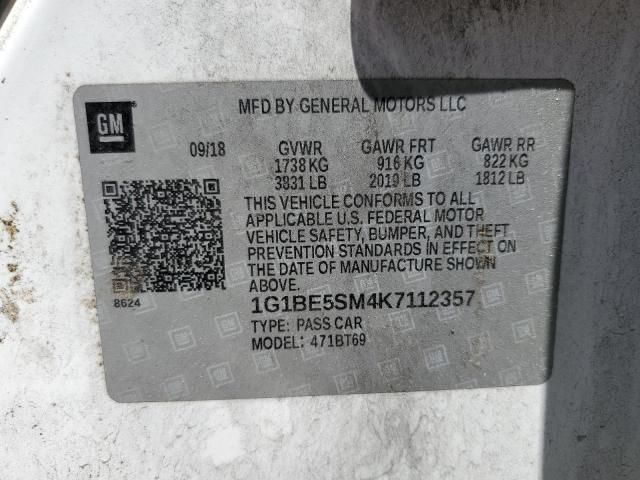 MFD BY GENERAL MOTORS LLC
GM
09/18 GVWR GAWR FRT GAWR RR
1738 KG 916 KG 822 KG
3831 LB 2019 LB 1812 LB
THIS VEHICLE CONFORMS TO ALL
APPLICABLE U.S. FEDERAL MOTOR
VEHICLE SAFETY, BUMPER, AND THEFT
PREVENTION STANDARDS IN EFFECT ON
THE DATE OF MANUFACTURE SHOWN
ABOVE.
8624
1G1BE5SM4K7112357
TYPE: PASS CAR
MODEL: 471BT69